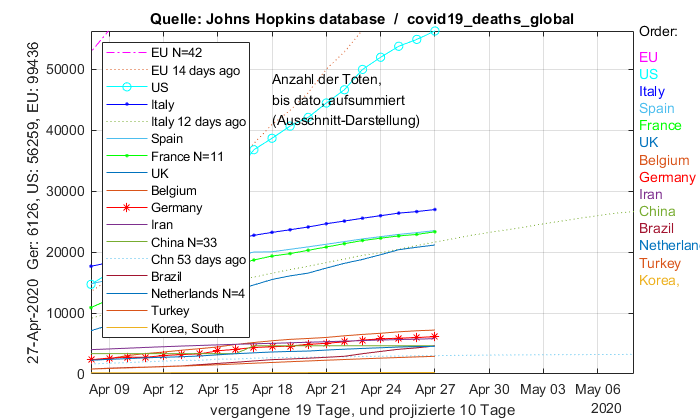 Quelle: Johns Hopkins database / covid19_deaths_global
Order:
EU
US
Italy
Spain
France
UK
Belgium
Germany
Iran
China
Brazil
Netherlan
Turkey
Korea,
27-Apr-2020 Ger: 6126, US: 56259, EU: 99436
50000
40000
30000
20000
10000
0
EU N=42
EU 14 days ago
US
Italy
Italy 12 days ago
Spain
France N=11
UK
Belgium
Germany
Iran
China N=33
Chn 53 days ago
Brazil
Netherlands N=4
Turkey
Korea, South
Anzahl der Toten,
bis dato, aufsummiert
(Ausschnitt-Darstellung)
Apr 09 Apr 12 Apr 15 Apr 18 Apr 21 Apr 24 Apr 27 Apr 30 May 03 May 06
2020
vergangene 19 Tage, und projizierte 10 Tage